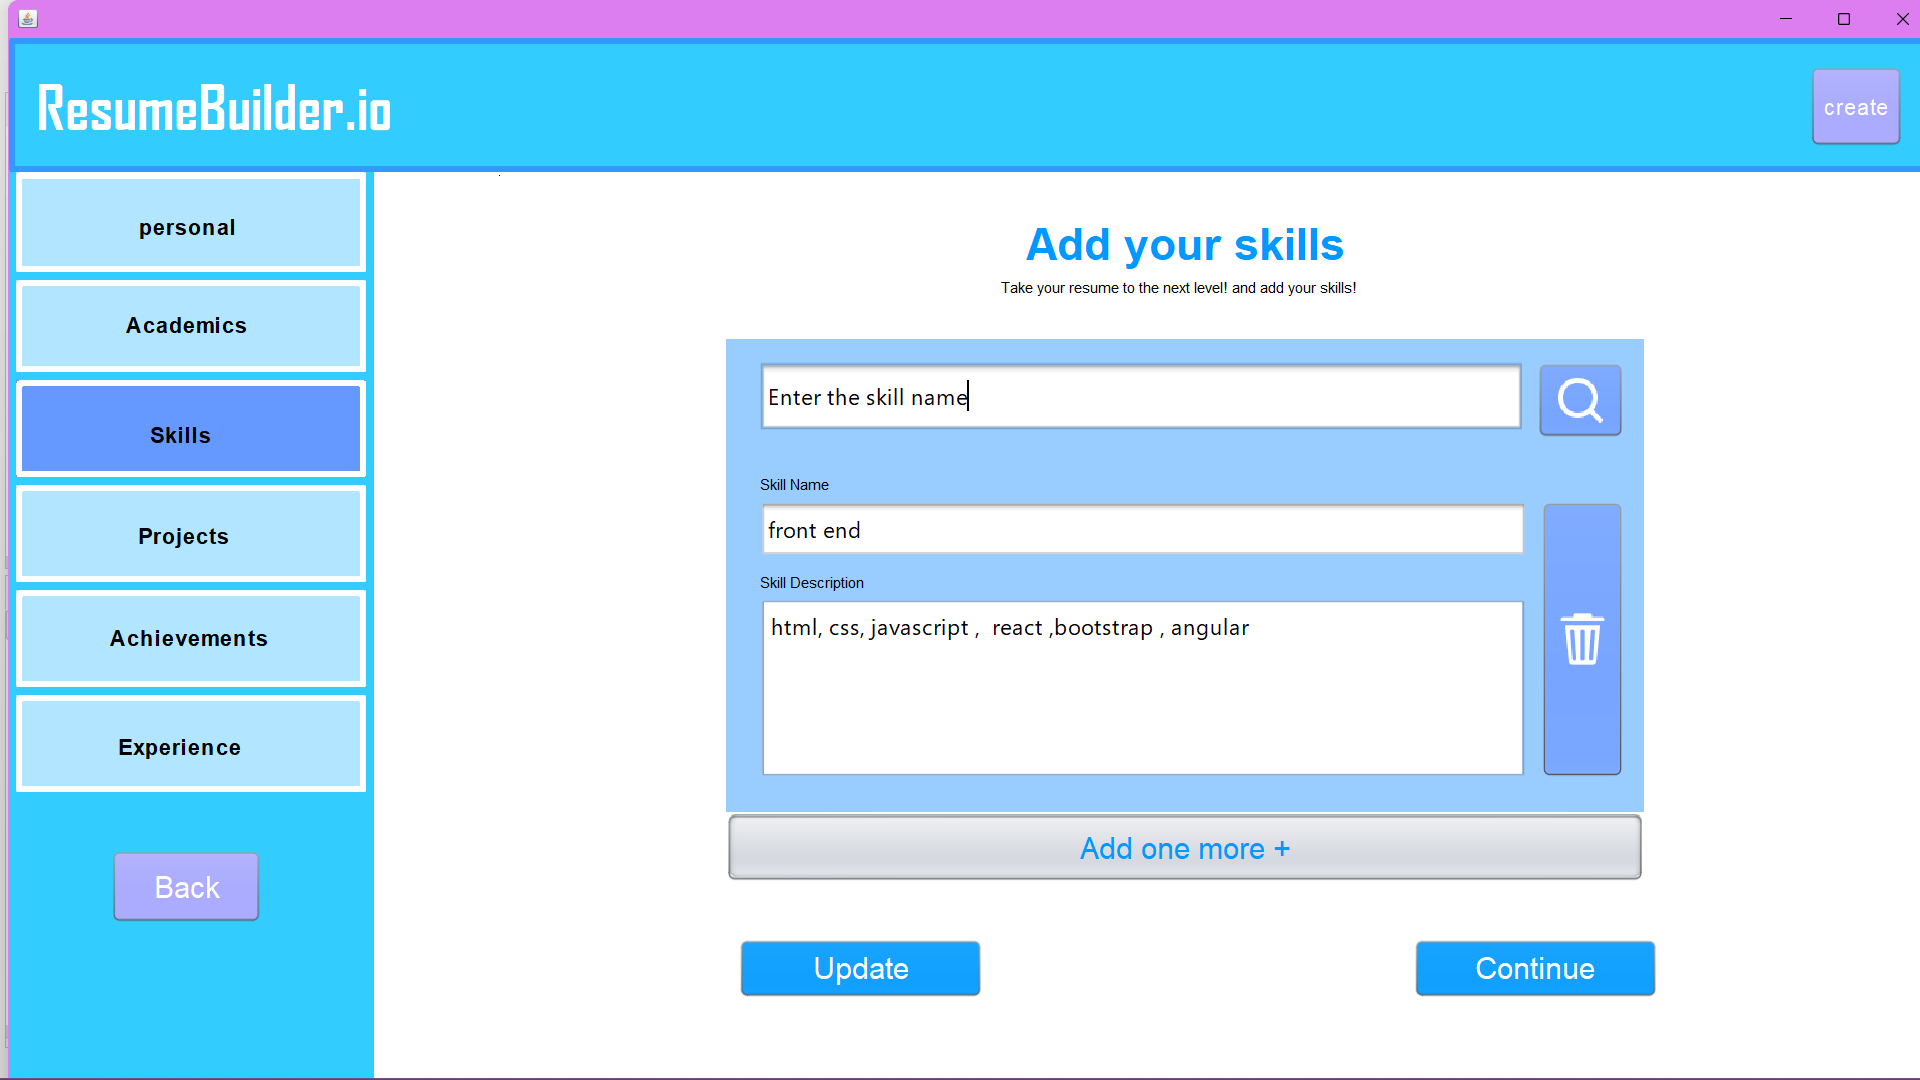 ResumeBuilder.io
create
personal
Academics
Skills
Projects
Achievements
Experience
Back
Add your skills
Take your resume to the next level! and add your skills!
Enter the skill name
Skill Name
front end
Skill Description
html, css, javascript ,  react ,bootstrap , angular
Add one more +
Update
Continue